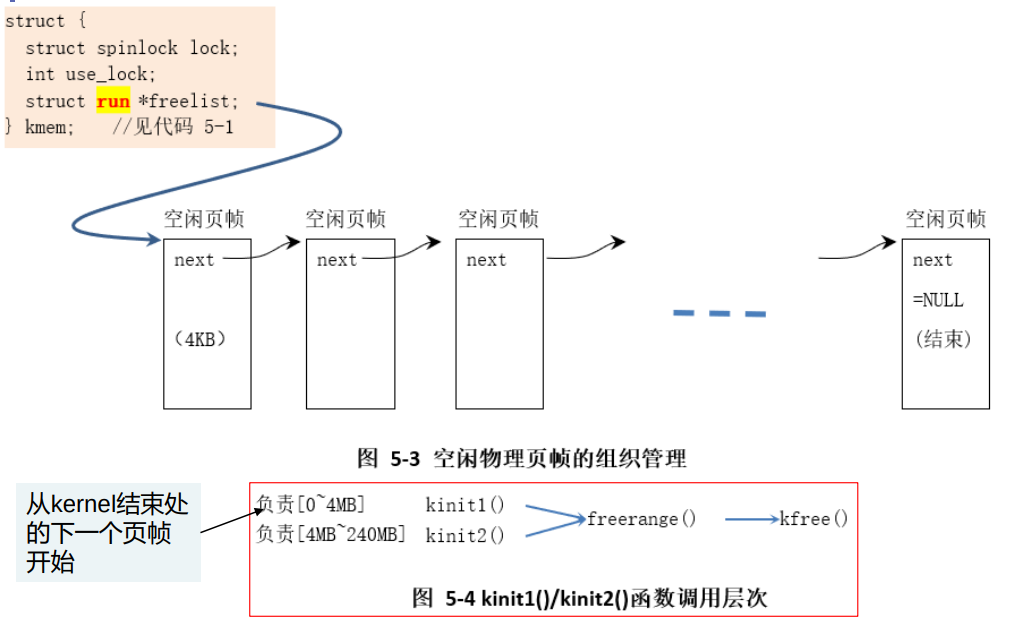 struct {
struct spinlock lock;
int use_lock;
struct run *freelist;
} kmem; //见代码 5-1
空闲页帧 空闲页帧 空闲页帧 空闲页帧
next next next next
=NULL
（4KB） (结束)
图 5-3 空闲物理页帧的组织管理
从kernel结束处
的下一个页帧
开始
负责[0~4MB] kinit1()
负责[4MB~240MB] kinit2()
freerange() kfree()
图 5-4 kinit1()/kinit2()函数调用层次